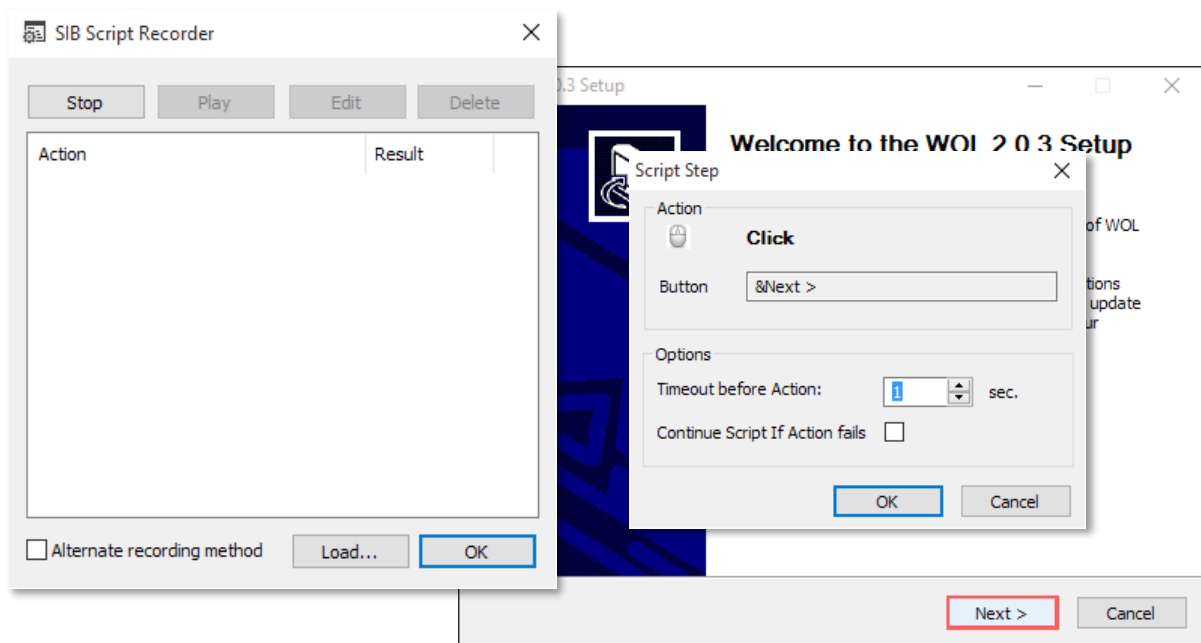 SIB Script Recorder
Stop Play Edit Delete
Action Result
Alternate recording method Load... OK
.3 Setup
Welcome to the WOL 2.0.3 Setup
of WOL
tions
update
ur
Script Step
Action
Click
Button &Next >
Options
Timeout before Action: 1 sec.
Continue Script If Action fails
OK Cancel
Next > Cancel